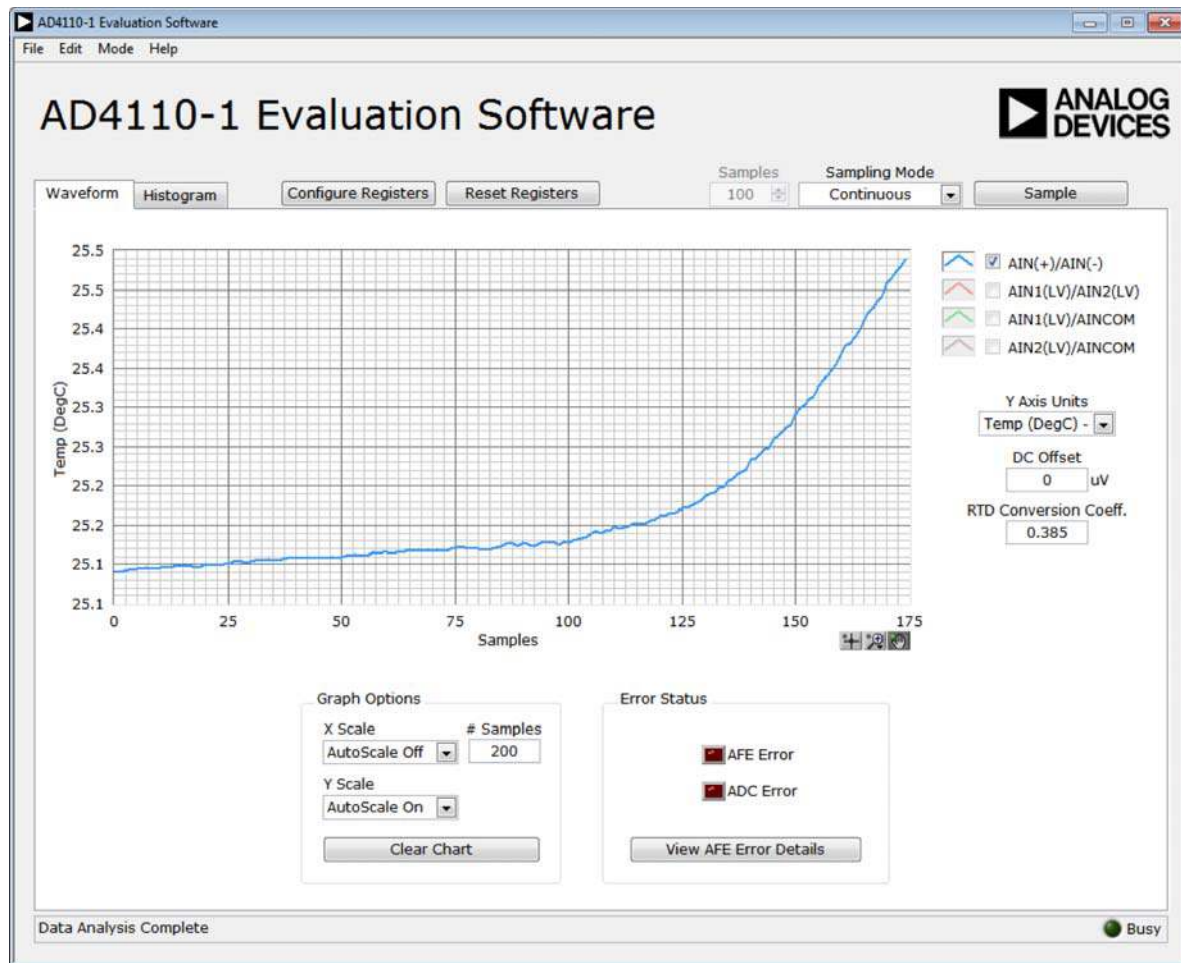 AD4110-1 Evaluation Software
File Edit Mode Help
AD4110-1 Evaluation Software
ANALOG
DEVICES
Waveform
Histogram
Configure Registers
Reset Registers
Samples
100
Sampling Mode
Continuous
Sample
25.5
25.5
25.4
25.4
25.3
25.3
25.2
25.2
25.1
25.1
Temp (DegC)
0 25 50 75 100 125 150 175
Samples
AIN(+)/AIN(-)
AIN1(LV)/AIN2(LV)
AIN1(LV)/AINCOM
AIN2(LV)/AINCOM
Y Axis Units
Temp (DegC) -
DC Offset
0 uV
RTD Conversion Coeff.
0.385
Graph Options
X Scale
AutoScale Off
# Samples
200
Y Scale
AutoScale On
Clear Chart
Error Status
AFE Error
ADC Error
View AFE Error Details
Data Analysis Complete
Busy